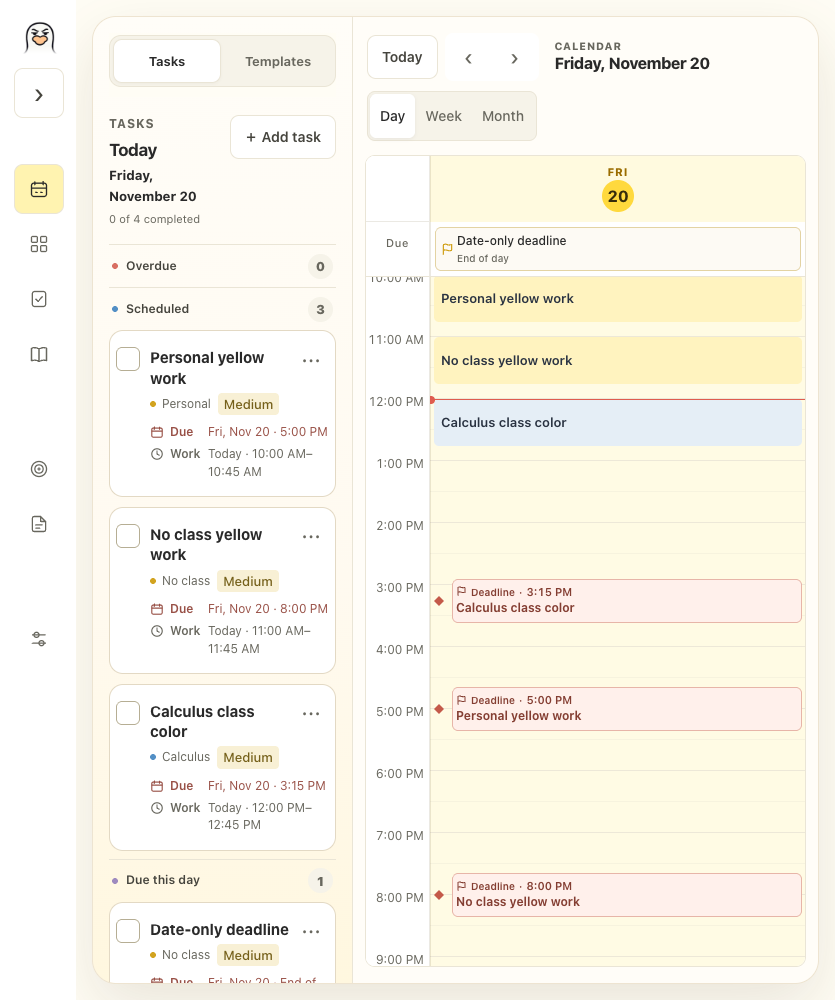 Tasks
Templates
TASKS
Today
Friday,
November 20
0 of 4 completed
+ Add task
Overdue
0
Scheduled
3
Personal yellow
work
Personal
Medium
Due
Fri, Nov 20 · 5:00 PM
Work
Today · 10:00 AM–
10:45 AM
No class yellow
work
No class
Medium
Due
Fri, Nov 20 · 8:00 PM
Work
Today · 11:00 AM–
11:45 AM
Calculus class
color
Calculus
Medium
Due
Fri, Nov 20 · 3:15 PM
Work
Today · 12:00 PM–
12:45 PM
Due this day
1
Date-only deadline
No class
Medium
Due
Fri, Nov 20 · End of
Today
CALENDAR
Friday, November 20
Day
Week
Month
FRI
20
Due
Date-only deadline
End of day
10:00 AM
Personal yellow work
11:00 AM
No class yellow work
12:00 PM
Calculus class color
1:00 PM
2:00 PM
3:00 PM
Deadline · 3:15 PM
Calculus class color
4:00 PM
Deadline · 5:00 PM
5:00 PM
Personal yellow work
6:00 PM
7:00 PM
Deadline · 8:00 PM
8:00 PM
No class yellow work
9:00 PM